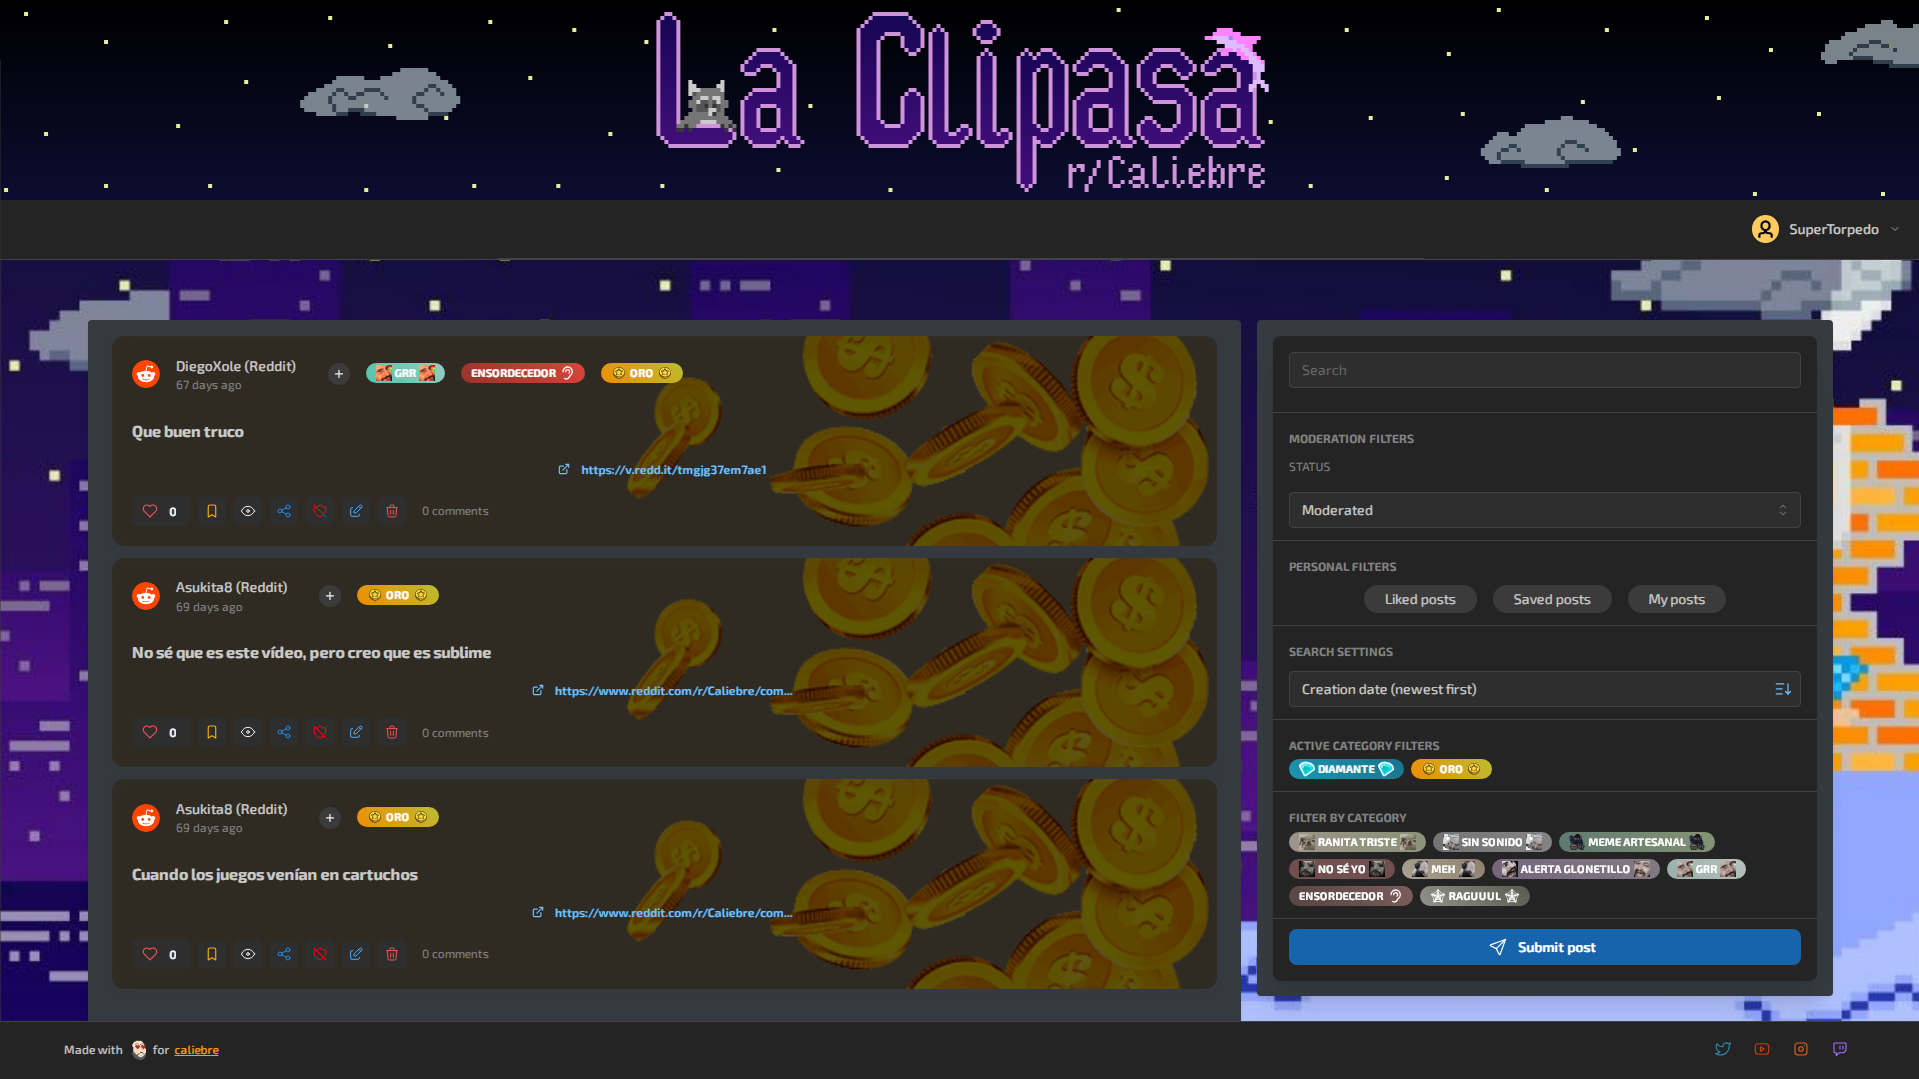 La Clipasa
r/Caliebre
SuperTorpedo
DiegoXole (Reddit)
67 days ago
GRR
ENSORDECEDOR
ORO
Que buen truco
https://v.redd.it/tmgjg37em7ae1
0
0 comments
Asukita8 (Reddit)
69 days ago
ORO
No sé que es este vídeo, pero creo que es sublime
https://www.reddit.com/r/Caliebre/com...
0
0 comments
Asukita8 (Reddit)
69 days ago
ORO
Cuando los juegos venían en cartuchos
https://www.reddit.com/r/Caliebre/com...
0
0 comments
Search
MODERATION FILTERS
STATUS
Moderated
PERSONAL FILTERS
Liked posts Saved posts My posts
SEARCH SETTINGS
Creation date (newest first)
ACTIVE CATEGORY FILTERS
DIAMANTE ORO
FILTER BY CATEGORY
RANITA TRISTE SIN SONIDO MEME ARTESANAL
NO SÉ YO MEH ALERTA GLONETILLO GRR
ENSORDECEDOR RAGUUUL
Submit post
Made with for caliebre